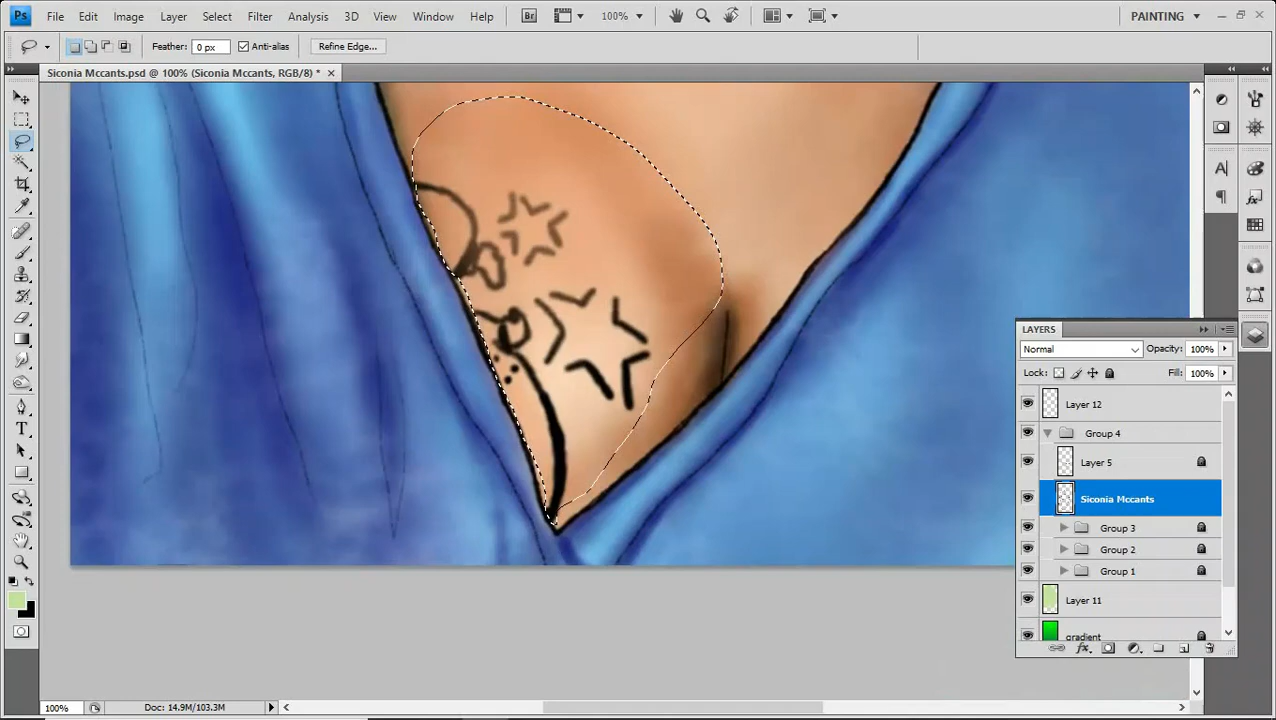 Ps File Edit Image Layer Select Filter Analysis 3D View Window Help Br 100% PAINTING
Feather: 0 px Anti-alias Refine Edge...
Siconia Mccants.psd @ 100% (Siconia Mccants, RGB/8) * ×
LAYERS
Normal Opacity: 100%
Lock: Fill: 100%
Layer 12
Group 4
Layer 5
Siconia Mccants
Group 3
Group 2
Group 1
Layer 11
gradient
100% Doc: 14.9M/103.3M